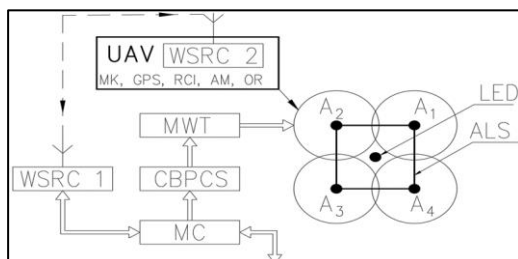 UAV WSRC 2
MK, GPS, RCI, AM, OR
LED
A2 A1
MWT
ALS
WSRC 1 CBPCS
A3 A4
MC